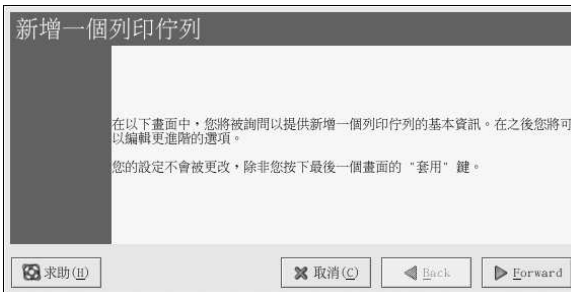 新增一個列印佇列
在以下畫面中，您將被詢問以提供新增一個列印佇列的基本資訊。在之後您將可
以編輯更進階的選項。
您的設定不會被更改，除非您按下最後一個畫面的 "套用" 鍵。
求助(H) 取消(C) Back Forward